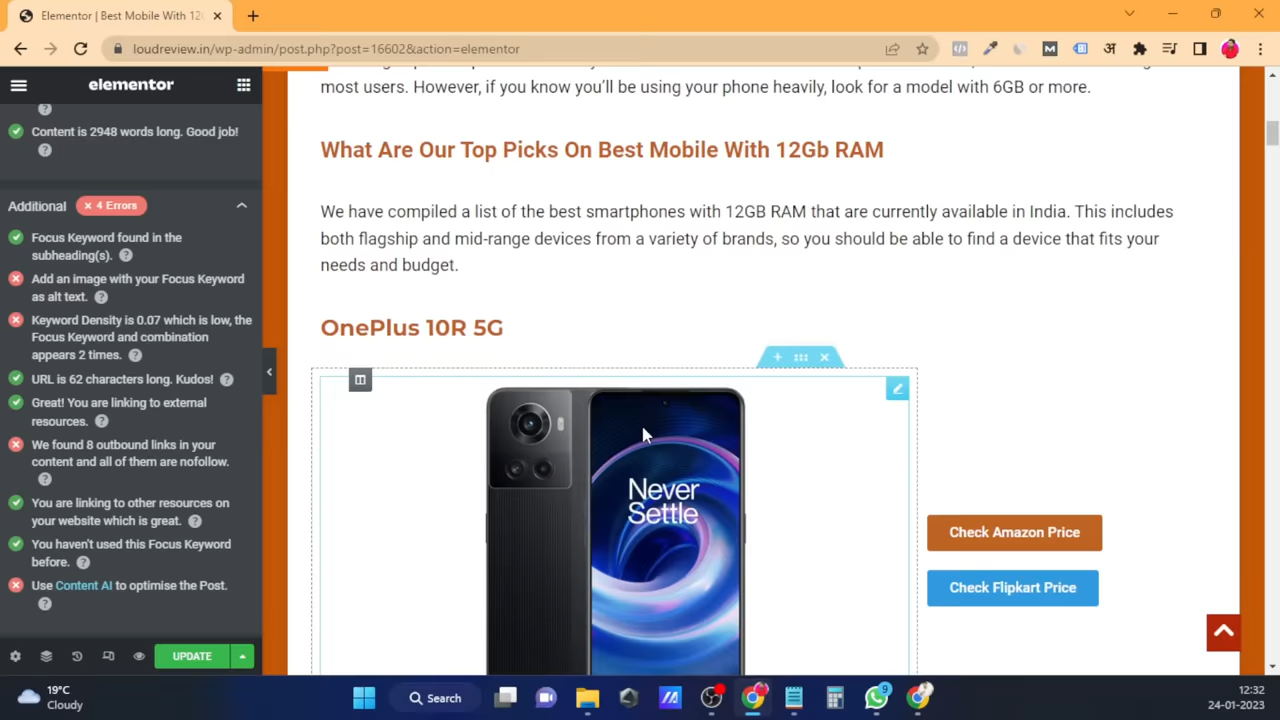 Elementor | Best Mobile With 12
loudreview.in/wp-admin/post.php?post=16602&action=elementor
elementor
Content is 2948 words long. Good job!
Additional
4 Errors
Focus Keyword found in the
subheading(s).
Add an image with your Focus Keyword
as alt text.
Keyword Density is 0.07 which is low, the
Focus Keyword and combination
appears 2 times.
URL is 62 characters long. Kudos!
Great! You are linking to external
resources.
We found 8 outbound links in your
content and all of them are nofollow.
You are linking to other resources on
your website which is great.
You haven't used this Focus Keyword
before.
Use Content AI to optimise the Post.
UPDATE
most users. However, if you know you'll be using your phone heavily, look for a model with 6GB or more.
What Are Our Top Picks On Best Mobile With 12Gb RAM
We have compiled a list of the best smartphones with 12GB RAM that are currently available in India. This includes
both flagship and mid-range devices from a variety of brands, so you should be able to find a device that fits your
needs and budget.
OnePlus 10R 5G
Never
Settle
Check Amazon Price
Check Flipkart Price
19°C
Cloudy
Search
9
12:32
24-01-2023